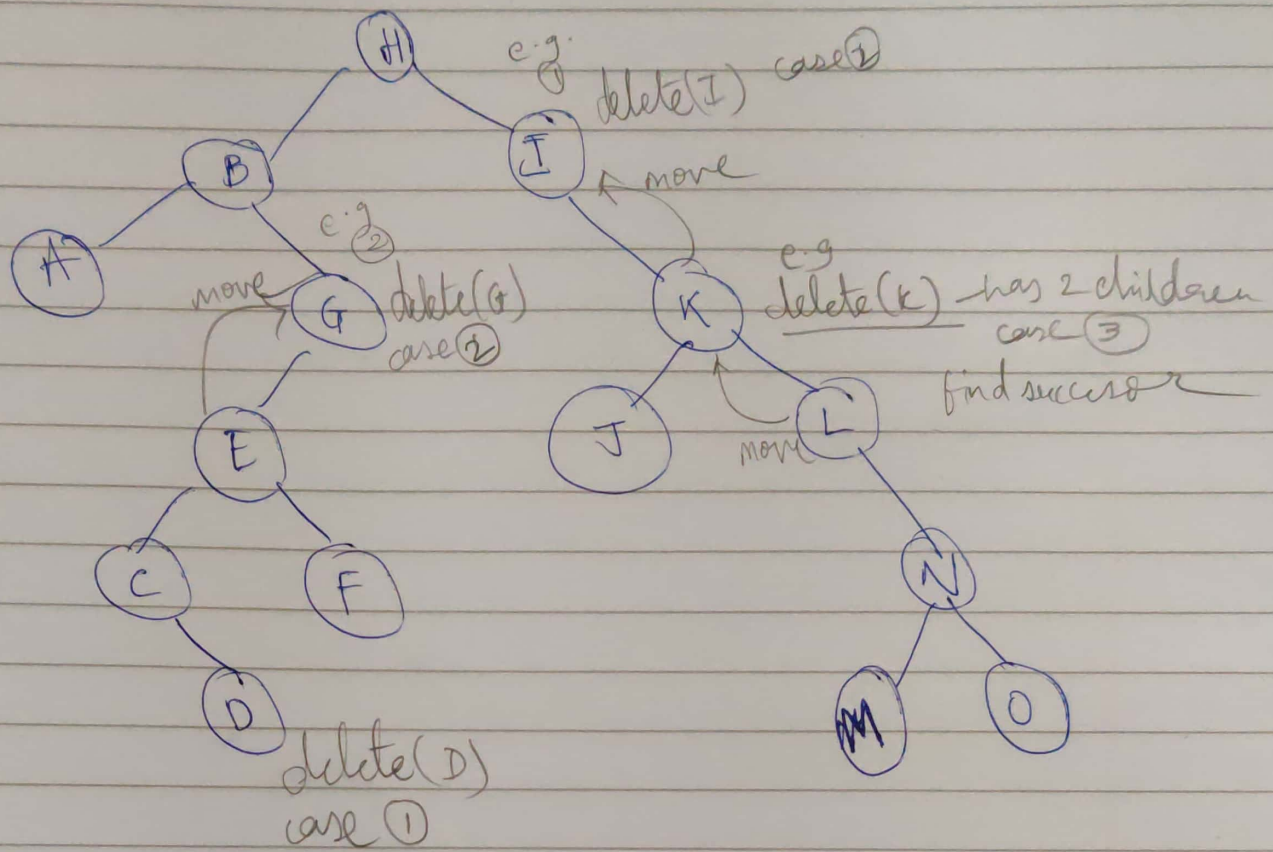 H
e.g.
①
delete(I) case ②
B
I
move
A
e.g
②
move
G
delete(G)
case ②
K
e.g
delete(K) - has 2 children
case ③
find succesor
E
J
move
L
C
F
N
D
M
O
delete(D)
case ①